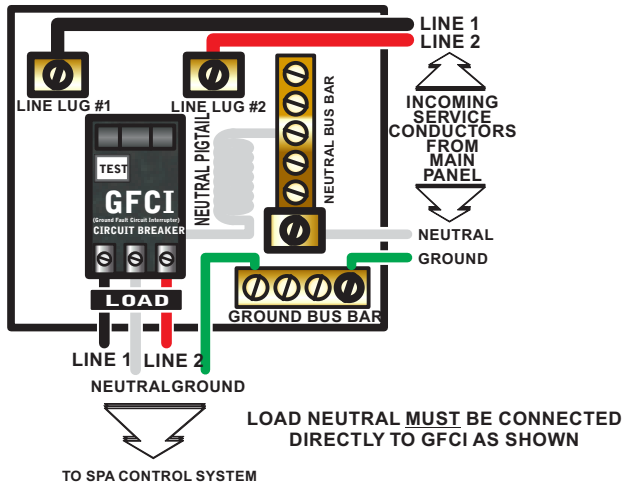 LINE 1
LINE 2
LINE LUG #1
LINE LUG #2
NEUTRAL PIGTAIL
NEUTRAL BUS BAR
INCOMING
SERVICE
CONDUCTORS
FROM
MAIN
PANEL
TEST
GFCI
(Ground Fault Circuit Interrupter)
CIRCUIT BREAKER
NEUTRAL
GROUND
LOAD
GROUND BUS BAR
LINE 1 LINE 2
NEUTRAL GROUND
LOAD NEUTRAL MUST BE CONNECTED
DIRECTLY TO GFCI AS SHOWN
TO SPA CONTROL SYSTEM